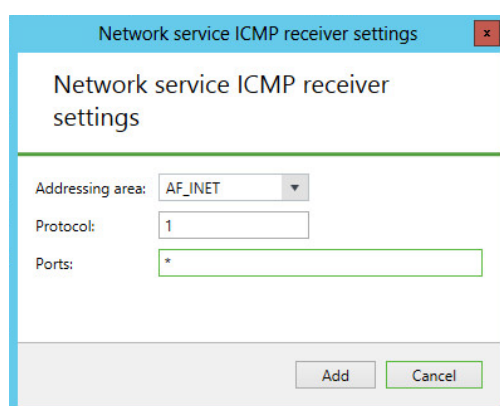 Network service ICMP receiver settings
x
Network service ICMP receiver
settings
Addressing area: AF_INET
Protocol: 1
Ports: *
Add Cancel